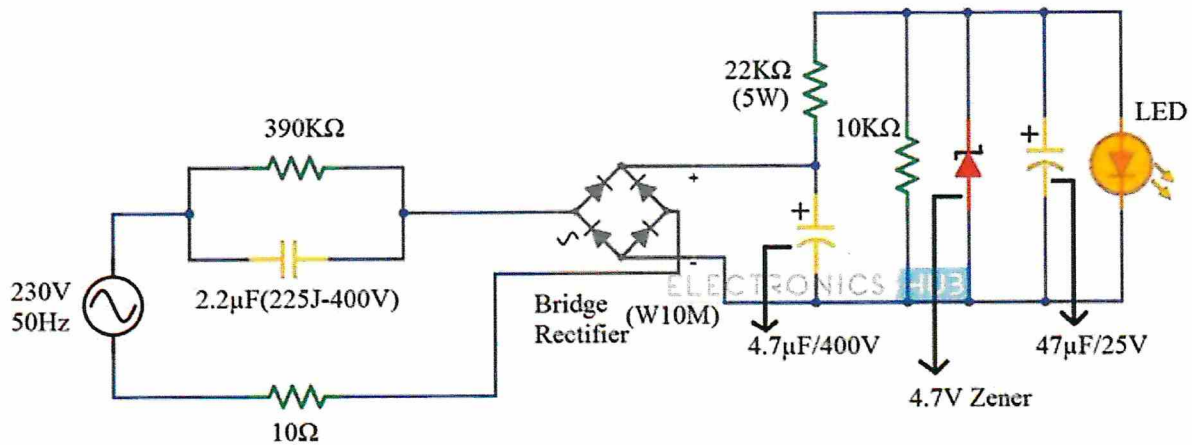 22KΩ
(5W)
10KΩ
LED
390KΩ
+
+
+
-
2.2μF(225J-400V)
230V
50Hz
Bridge
Rectifier
(W10M)
ELECTRONICS HUB
4.7μF/400V
47μF/25V
4.7V Zener
10Ω